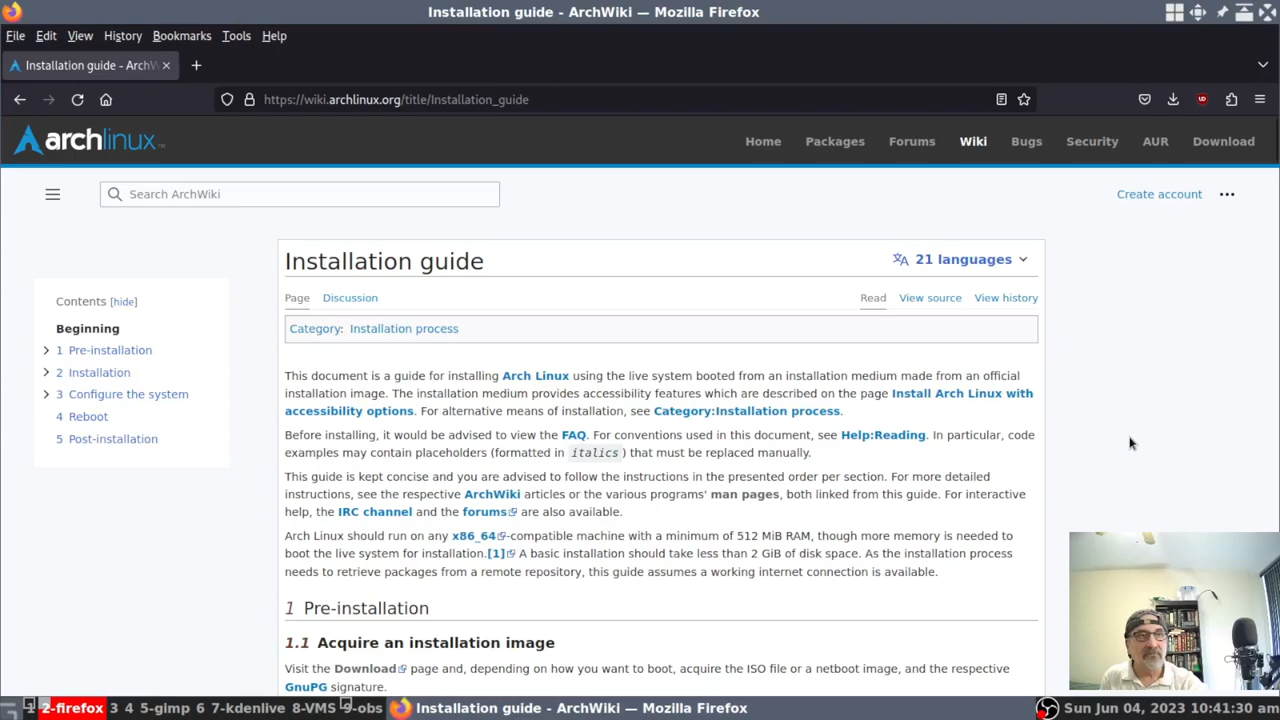 Installation guide - ArchWiki — Mozilla Firefox
File Edit View History Bookmarks Tools Help
Installation guide - ArchW
https://wiki.archlinux.org/title/Installation_guide
archlinux
Home Packages Forums Wiki Bugs Security AUR Download
Search ArchWiki
Create account
Installation guide
21 languages
Contents [hide]
Beginning
1 Pre-installation
2 Installation
3 Configure the system
4 Reboot
5 Post-installation
Page Discussion Read View source View history
Category: Installation process
This document is a guide for installing Arch Linux using the live system booted from an installation medium made from an official
installation image. The installation medium provides accessibility features which are described on the page Install Arch Linux with
accessibility options. For alternative means of installation, see Category:Installation process.
Before installing, it would be advised to view the FAQ. For conventions used in this document, see Help:Reading. In particular, code
examples may contain placeholders (formatted in italics) that must be replaced manually.
This guide is kept concise and you are advised to follow the instructions in the presented order per section. For more detailed
instructions, see the respective ArchWiki articles or the various programs' man pages, both linked from this guide. For interactive
help, the IRC channel and the forums are also available.
Arch Linux should run on any x86_64-compatible machine with a minimum of 512 MiB RAM, though more memory is needed to
boot the live system for installation.[1] A basic installation should take less than 2 GiB of disk space. As the installation process
needs to retrieve packages from a remote repository, this guide assumes a working internet connection is available.
1 Pre-installation
1.1 Acquire an installation image
Visit the Download page and, depending on how you want to boot, acquire the ISO file or a netboot image, and the respective
GnuPG signature.
1 2-firefox 3 4 5-gimp 6 7-kdenlive 8-VMS 9-obs Installation guide - ArchWiki — Mozilla Firefox Sun Jun 04, 2023 10:41:30 am